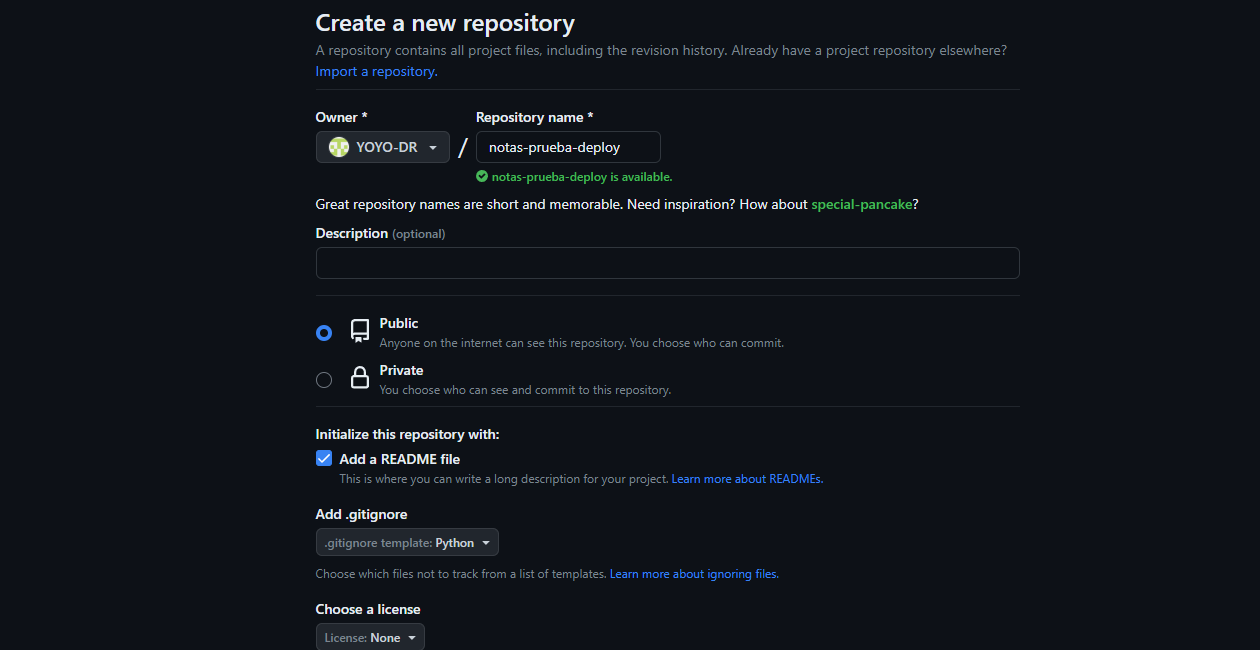 Create a new repository
A repository contains all project files, including the revision history. Already have a project repository elsewhere?
Import a repository.
Owner *
Repository name *
YOYO-DR
/
notas-prueba-deploy
notas-prueba-deploy is available.
Great repository names are short and memorable. Need inspiration? How about special-pancake?
Description (optional)
Public
Anyone on the internet can see this repository. You choose who can commit.
Private
You choose who can see and commit to this repository.
Initialize this repository with:
Add a README file
This is where you can write a long description for your project. Learn more about READMEs.
Add .gitignore
.gitignore template: Python
Choose which files not to track from a list of templates. Learn more about ignoring files.
Choose a license
License: None